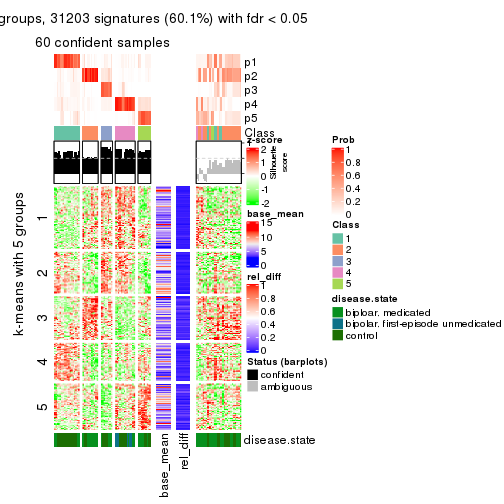 groups, 31203 signatures (60.1%) with fdr < 0.05
60 confident samples
p1
p2
p3
p4
p5
Class
k-means with 5 groups
1
2
3
4
5
base_mean
rel_diff
disease.state
z-score
2
1
0
-1
-2
Silhouette
score
base_mean
15
10
5
0
rel_diff
1
0.8
0.6
0.4
0.2
0
Status (barplots)
confident
ambiguous
Prob
1
0.8
0.6
0.4
0.2
0
Class
1
2
3
4
5
disease.state
bipolar, medicated
bipolar, first-episode unmedicated
control